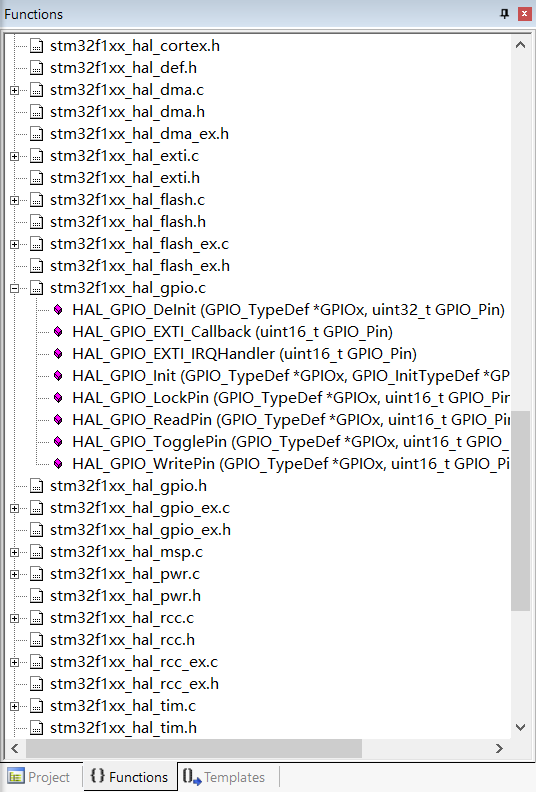 Functions
stm32f1xx_hal_cortex.h
stm32f1xx_hal_def.h
stm32f1xx_hal_dma.c
stm32f1xx_hal_dma.h
stm32f1xx_hal_dma_ex.h
stm32f1xx_hal_exti.c
stm32f1xx_hal_exti.h
stm32f1xx_hal_flash.c
stm32f1xx_hal_flash.h
stm32f1xx_hal_flash_ex.c
stm32f1xx_hal_flash_ex.h
stm32f1xx_hal_gpio.c
HAL_GPIO_DeInit (GPIO_TypeDef *GPIOx, uint32_t GPIO_Pin)
HAL_GPIO_EXTI_Callback (uint16_t GPIO_Pin)
HAL_GPIO_EXTI_IRQHandler (uint16_t GPIO_Pin)
HAL_GPIO_Init (GPIO_TypeDef *GPIOx, GPIO_InitTypeDef *GP
HAL_GPIO_LockPin (GPIO_TypeDef *GPIOx, uint16_t GPIO_Pin
HAL_GPIO_ReadPin (GPIO_TypeDef *GPIOx, uint16_t GPIO_Pin
HAL_GPIO_TogglePin (GPIO_TypeDef *GPIOx, uint16_t GPIO_
HAL_GPIO_WritePin (GPIO_TypeDef *GPIOx, uint16_t GPIO_Pi
stm32f1xx_hal_gpio.h
stm32f1xx_hal_gpio_ex.c
stm32f1xx_hal_gpio_ex.h
stm32f1xx_hal_msp.c
stm32f1xx_hal_pwr.c
stm32f1xx_hal_pwr.h
stm32f1xx_hal_rcc.c
stm32f1xx_hal_rcc.h
stm32f1xx_hal_rcc_ex.c
stm32f1xx_hal_rcc_ex.h
stm32f1xx_hal_tim.c
stm32f1xx_hal_tim.h
Project {} Functions Templates